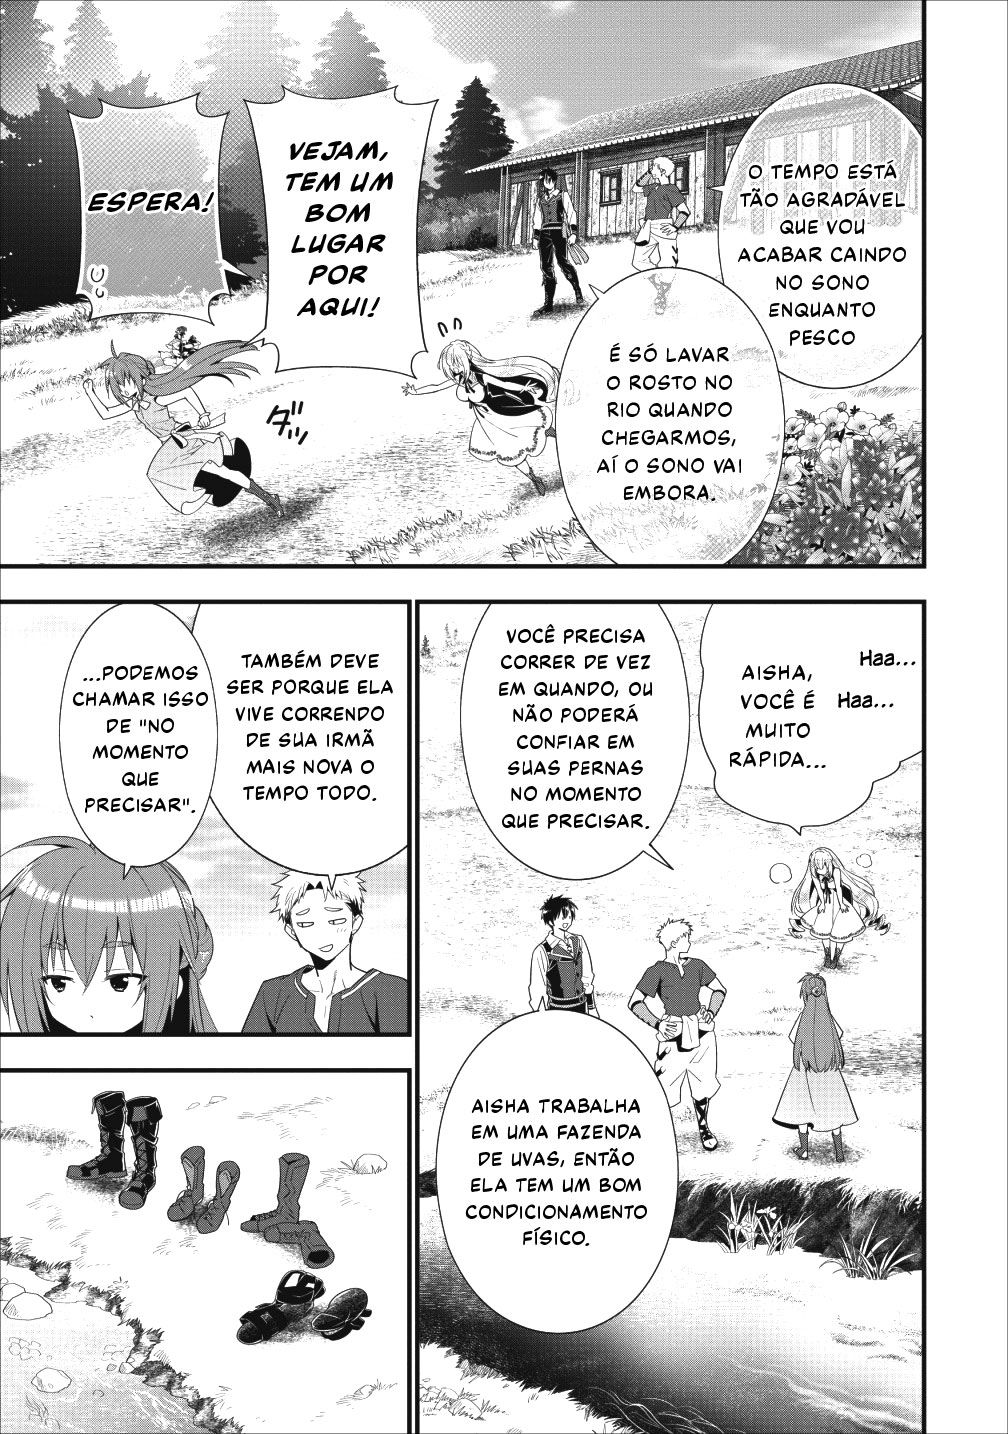 O TEMPO ESTÁ
TÃO AGRADÁVEL
QUE VOU
ACABAR CAINDO
NO SONO
ENQUANTO
PESCO
É SÓ LAVAR
O ROSTO NO
RIO QUANDO
CHEGARMOS,
AÍ O SONO VAI
EMBORA.
VEJAM,
TEM UM
BOM
LUGAR
POR
AQUI!
ESPERA!
ダッ
Haa...
Haa...
AISHA,
VOCÊ É
MUITO
RÁPIDA...
VOCÊ PRECISA
CORRER DE VEZ
EM QUANDO, OU
NÃO PODERÁ
CONFIAR EM
SUAS PERNAS
NO MOMENTO
QUE PRECISAR.
AISHA TRABALHA
EM UMA FAZENDA
DE UVAS, ENTÃO
ELA TEM UM BOM
CONDICIONAMENTO
FÍSICO.
TAMBÉM DEVE
SER PORQUE ELA
VIVE CORRENDO
DE SUA IRMÃ
MAIS NOVA O
TEMPO TODO.
...PODEMOS
CHAMAR ISSO
DE "NO
MOMENTO
QUE
PRECISAR".